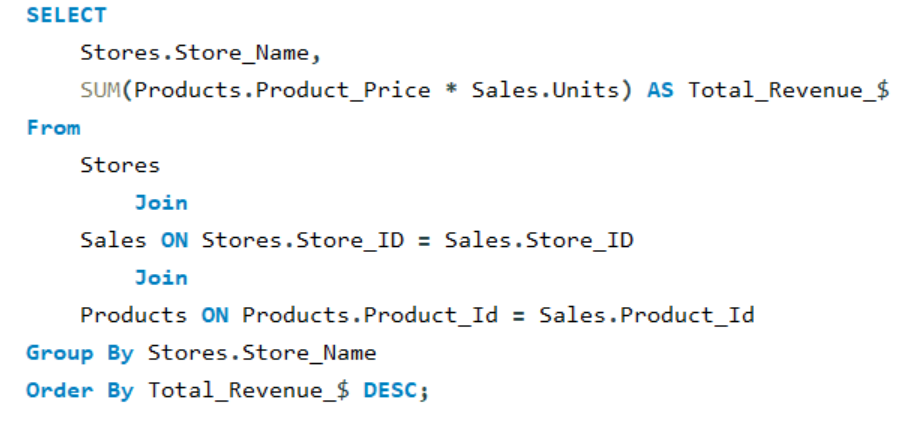 SELECT
Stores.Store_Name,
SUM(Products.Product_Price * Sales.Units) AS Total_Revenue_$
From
Stores
Join
Sales ON Stores.Store_ID = Sales.Store_ID
Join
Products ON Products.Product_Id = Sales.Product_Id
Group By Stores.Store_Name
Order By Total_Revenue_$ DESC;